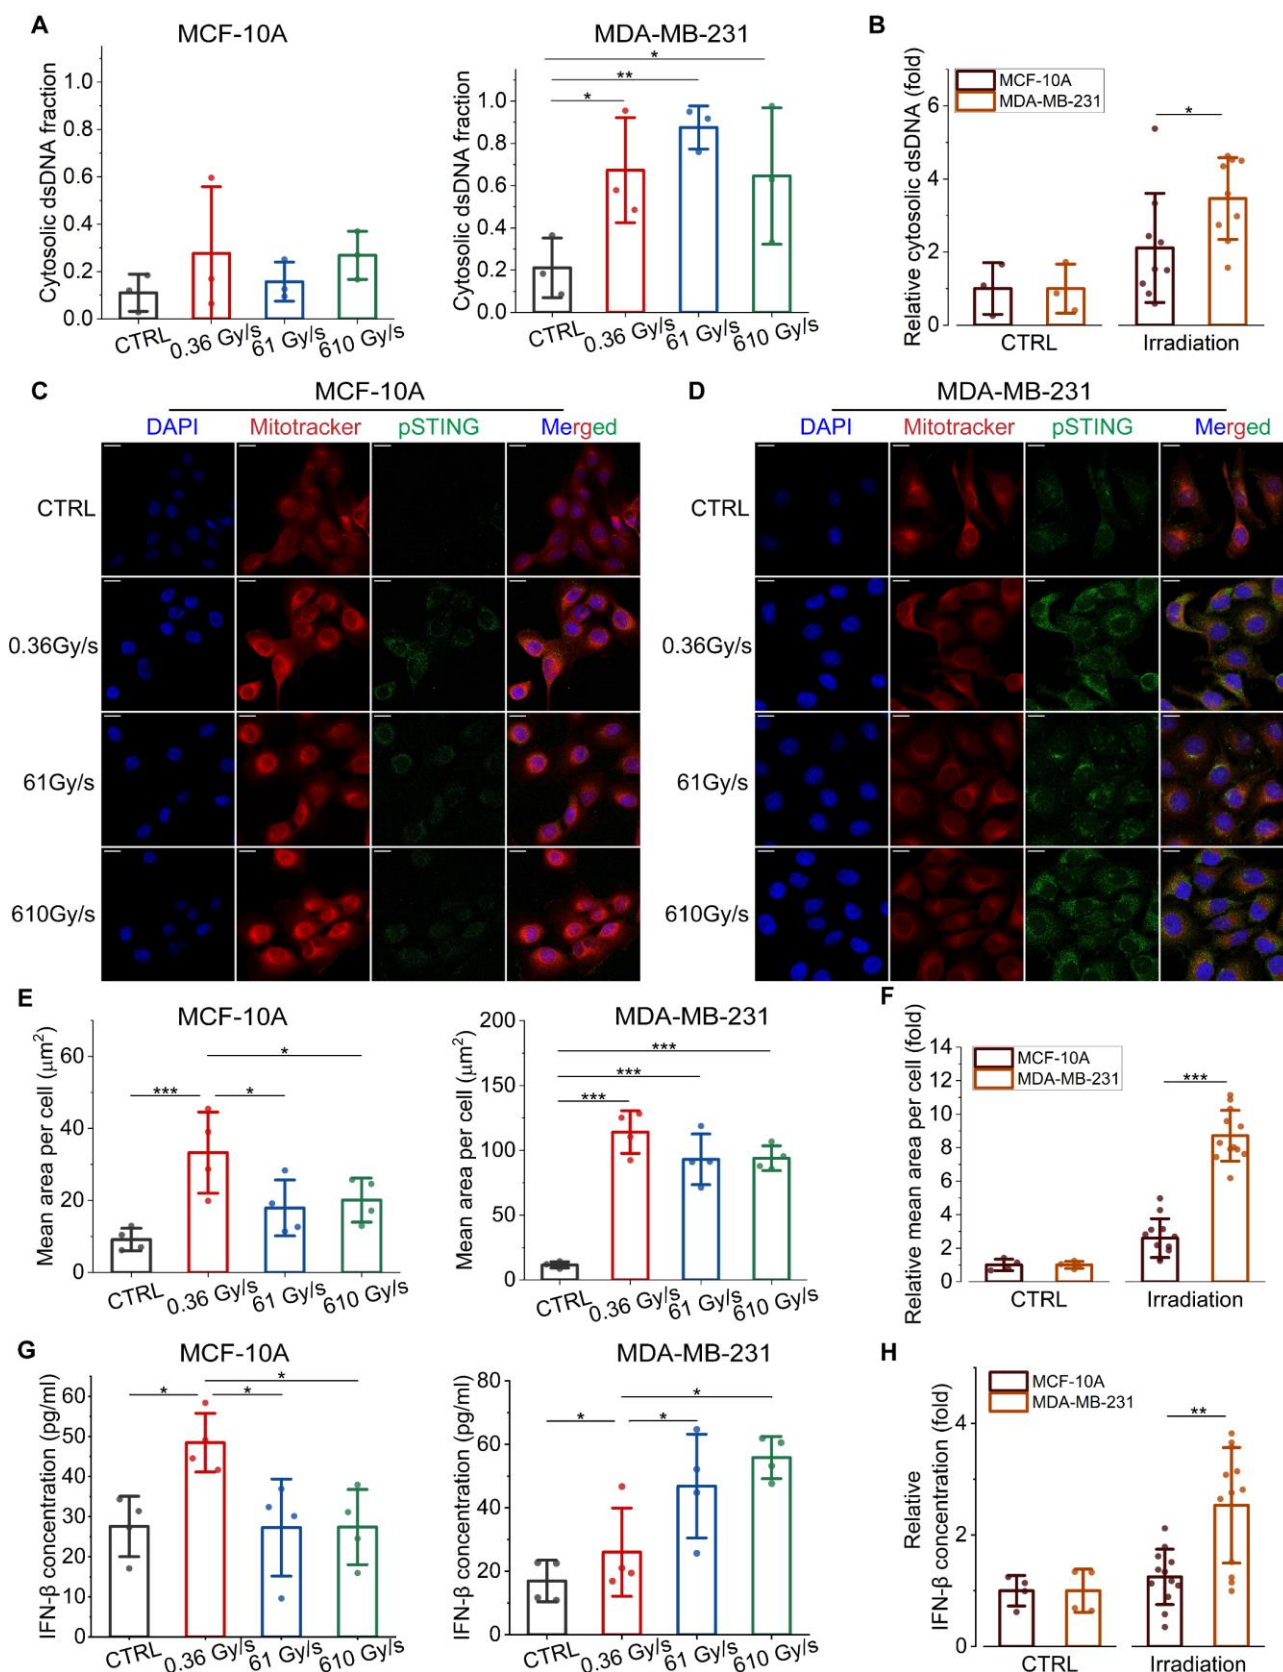 A
MCF-10A
Cytosolic dsDNA fraction
1.0
0.8
0.6
0.4
0.2
0.0
CTRL
0.36 Gy/s
61 Gy/s
610 Gy/s
MDA-MB-231
*
**
*
Cytosolic dsDNA fraction
1.0
0.8
0.6
0.4
0.2
0.0
CTRL
0.36 Gy/s
61 Gy/s
610 Gy/s
B
MCF-10A
MDA-MB-231
*
Relative cytosolic dsDNA (fold)
6
4
2
0
CTRL
Irradiation
C
MCF-10A
DAPI
Mitotracker
pSTING
Merged
CTRL
0.36Gy/s
61Gy/s
610Gy/s
D
MDA-MB-231
DAPI
Mitotracker
pSTING
Merged
CTRL
0.36Gy/s
61Gy/s
610Gy/s
E
MCF-10A
*
***
*
Mean area per cell (μm²)
60
40
20
0
CTRL
0.36 Gy/s
61 Gy/s
610 Gy/s
MDA-MB-231
***
***
***
Mean area per cell (μm²)
200
150
100
50
0
CTRL
0.36 Gy/s
61 Gy/s
610 Gy/s
F
MCF-10A
MDA-MB-231
***
Relative mean area per cell (fold)
14
12
10
8
6
4
2
0
CTRL
Irradiation
G
MCF-10A
*
*
*
IFN-β concentration (pg/ml)
60
50
40
30
20
10
0
CTRL
0.36 Gy/s
61 Gy/s
610 Gy/s
MDA-MB-231
*
*
*
IFN-β concentration (pg/ml)
80
60
40
20
0
CTRL
0.36 Gy/s
61 Gy/s
610 Gy/s
H
MCF-10A
MDA-MB-231
**
Relative
IFN-β concentration (fold)
4
2
0
CTRL
Irradiation